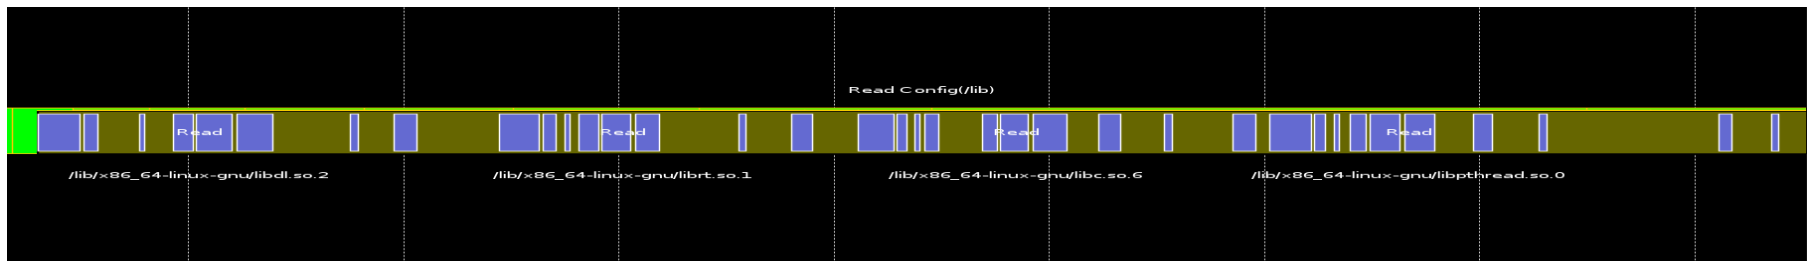 Read Config(/lib)
Read Read Read Read
/lib/x86_64-linux-gnu/libdl.so.2 /lib/x86_64-linux-gnu/librt.so.1 /lib/x86_64-linux-gnu/libc.so.6 /lib/x86_64-linux-gnu/libpthread.so.0